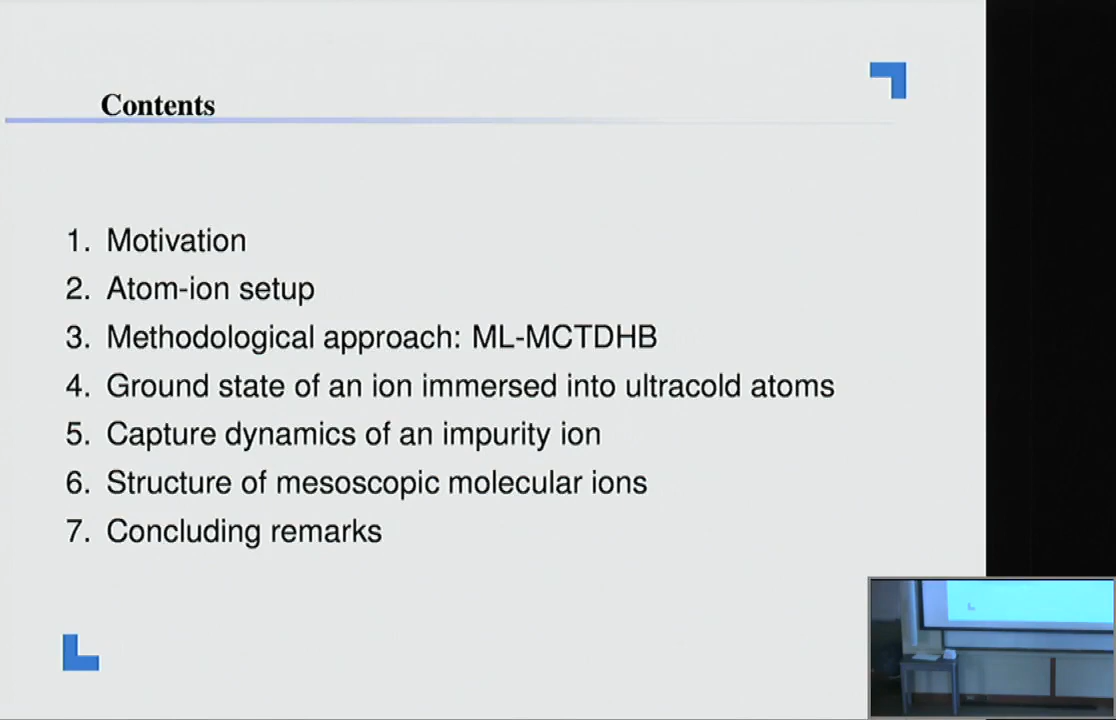 Contents
1. Motivation
2. Atom-ion setup
3. Methodological approach: ML-MCTDHB
4. Ground state of an ion immersed into ultracold atoms
5. Capture dynamics of an impurity ion
6. Structure of mesoscopic molecular ions
7. Concluding remarks